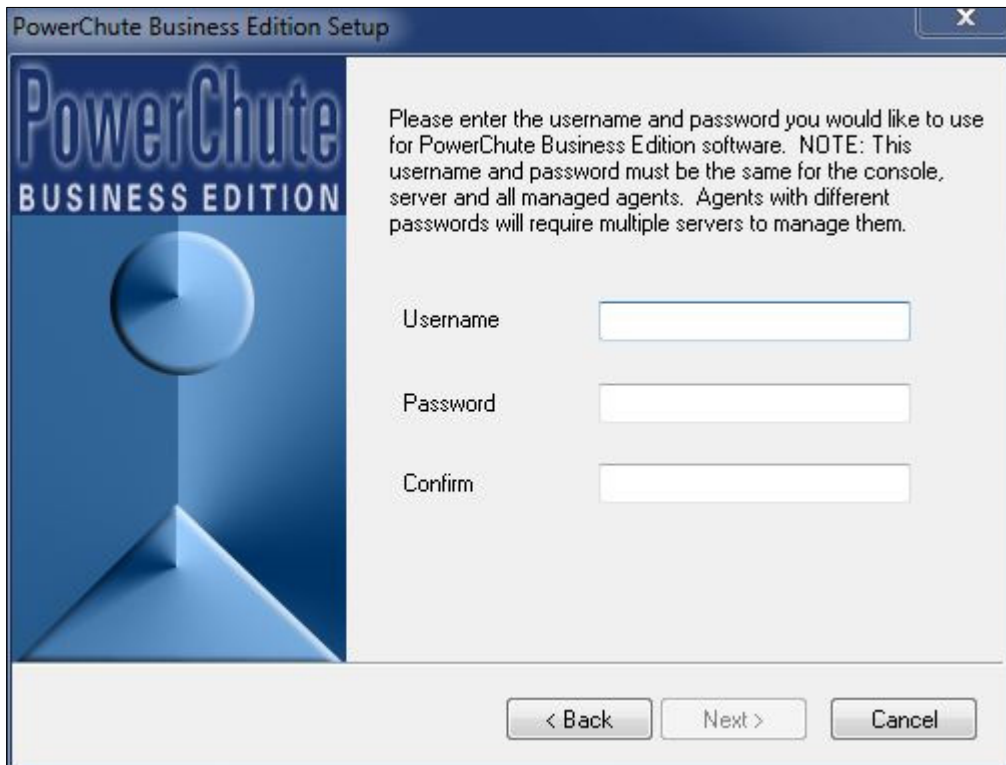 PowerChute Business Edition Setup
X
PowerChute
BUSINESS EDITION
Please enter the username and password you would like to use
for PowerChute Business Edition software.  NOTE: This
username and password must be the same for the console,
server and all managed agents.  Agents with different
passwords will require multiple servers to manage them.
Username
Password
Confirm
< Back
Next >
Cancel